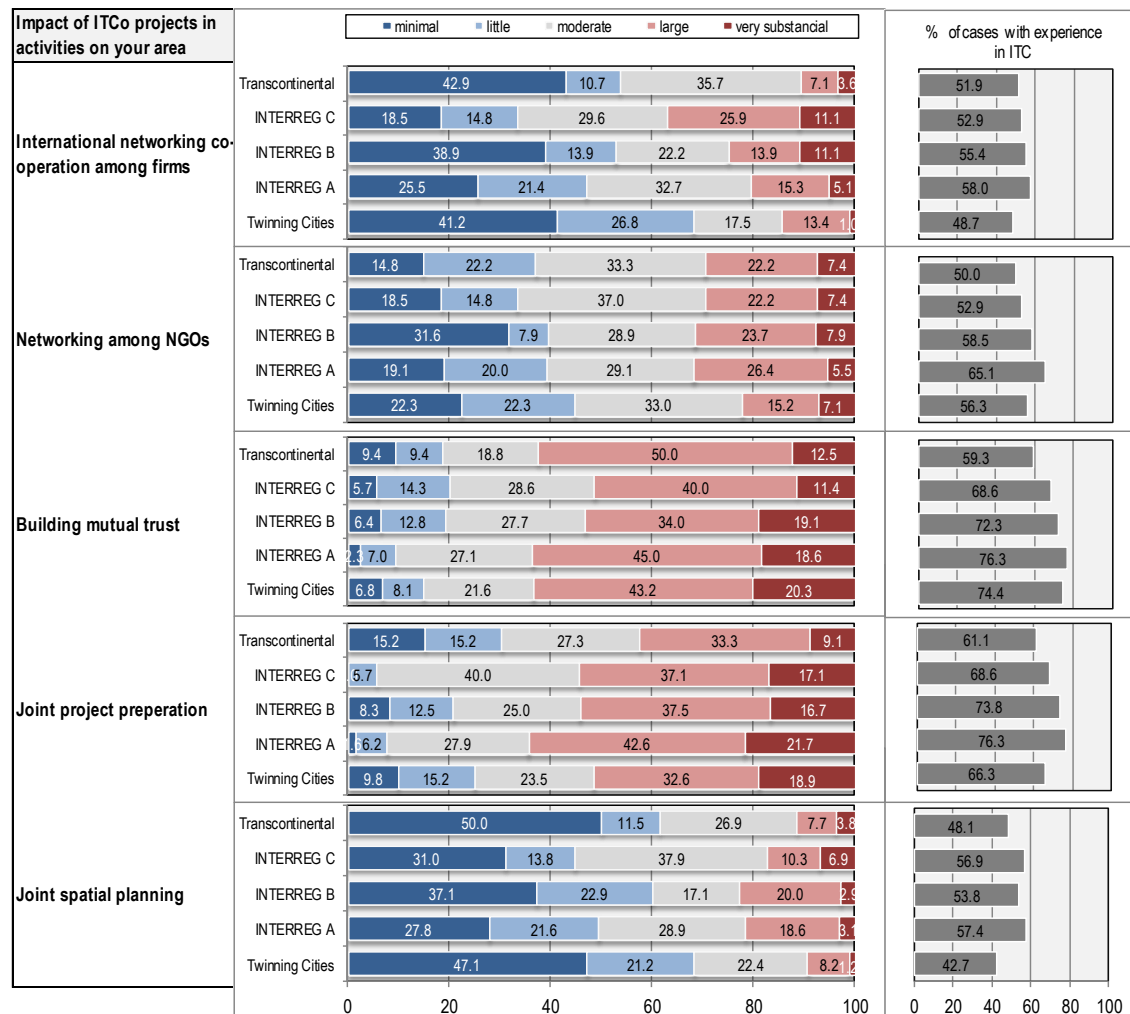 Impact of ITCo projects in
activities on your area
minimal little moderate large very substancial
% of cases with experience
in ITC
International networking co-
operation among firms
Transcontinental 42.9 10.7 35.7 7.1 3.6 51.9
INTERREG C 18.5 14.8 29.6 25.9 11.1 52.9
INTERREG B 38.9 13.9 22.2 13.9 11.1 55.4
INTERREG A 25.5 21.4 32.7 15.3 5.1 58.0
Twinning Cities 41.2 26.8 17.5 13.4 1.0 48.7
Networking among NGOs
Transcontinental 14.8 22.2 33.3 22.2 7.4 50.0
INTERREG C 18.5 14.8 37.0 22.2 7.4 52.9
INTERREG B 31.6 7.9 28.9 23.7 7.9 58.5
INTERREG A 19.1 20.0 29.1 26.4 5.5 65.1
Twinning Cities 22.3 22.3 33.0 15.2 7.1 56.3
Building mutual trust
Transcontinental 9.4 9.4 18.8 50.0 12.5 59.3
INTERREG C 5.7 14.3 28.6 40.0 11.4 68.6
INTERREG B 6.4 12.8 27.7 34.0 19.1 72.3
INTERREG A 2.3 7.0 27.1 45.0 18.6 76.3
Twinning Cities 6.8 8.1 21.6 43.2 20.3 74.4
Joint project preperation
Transcontinental 15.2 15.2 27.3 33.3 9.1 61.1
INTERREG C 5.7 40.0 37.1 17.1 68.6
INTERREG B 8.3 12.5 25.0 37.5 16.7 73.8
INTERREG A 1.6 6.2 27.9 42.6 21.7 76.3
Twinning Cities 9.8 15.2 23.5 32.6 18.9 66.3
Joint spatial planning
Transcontinental 50.0 11.5 26.9 7.7 3.8 48.1
INTERREG C 31.0 13.8 37.9 10.3 6.9 56.9
INTERREG B 37.1 22.9 17.1 20.0 2.9 53.8
INTERREG A 27.8 21.6 28.9 18.6 3.1 57.4
Twinning Cities 47.1 21.2 22.4 8.2 1.2 42.7
0 20 40 60 80 100
0 20 40 60 80 100